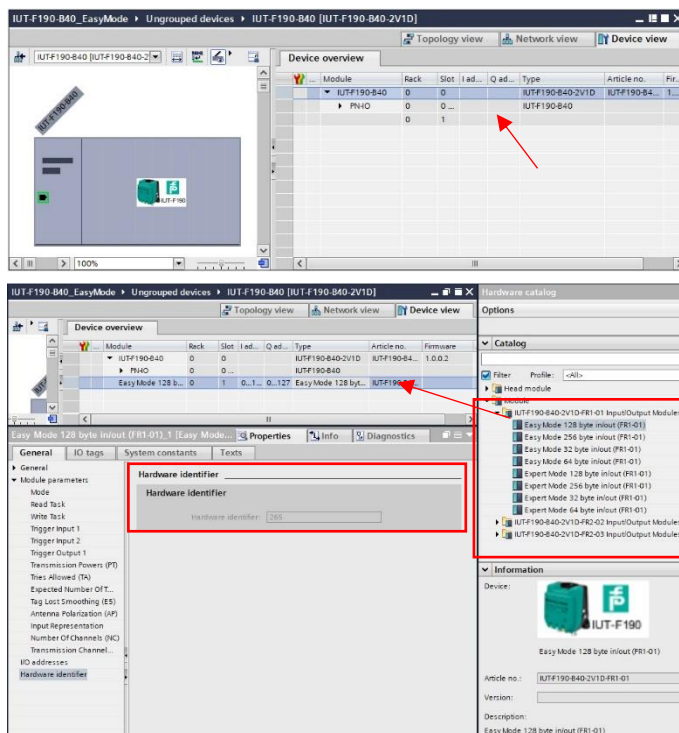 IUT-F190-B40_EasyMode ▸ Ungrouped devices ▸ IUT-F190-B40 [IUT-F190-B40-2V1D]
Topology view Network view Device view
IUT-F190-B40 [IUT-F190-B40-2
Device overview
... Module Rack Slot I ad... Q ad... Type Article no. Fir...
IUT-F190-B40 0 0 IUT-F190-B40-2V1D IUT-F190-B4... 1...
PN-IO 0 0 ... IUT-F190-B40
0 1
IUT-F190-B40
IUT-F190
100%
IUT-F190-B40_EasyMode ▸ Ungrouped devices ▸ IUT-F190-B40 [IUT-F190-B40-2V1D]
Topology view Network view Device view
Device overview
... Module Rack Slot I ad... Q ad... Type Article no. Firmware
IUT-F190-B40 0 0 IUT-F190-B40-2V1D IUT-F190-B4... 1.0.0.2
PN-IO 0 0 ... IUT-F190-B40
Easy Mode 128 b... 0 1 0...1... 0...127 Easy Mode 128 byt...
Easy Mode 128 byte in/out (FR1-01)_1 [Easy Mode...
Properties Info Diagnostics
General IO tags System constants Texts
General
Module parameters
Mode
Read Task
Write Task
Trigger Input 1
Trigger Input 2
Trigger Output 1
Transmission Powers (PT)
Tries Allowed (TA)
Expected Number Of T...
Tag Lost Smoothing (E5)
Antenna Polarization (AP)
Input Representation
Number Of Channels (NC)
Transmission Channel...
I/O addresses
Hardware identifier
Hardware identifier
Hardware identifier
Hardware identifier: 265
Hardware catalog
Options
Catalog
Filter Profile: <All>
Head module
Module
IUT-F190-B40-2V1D-FR1-01 Input/Output Modules
Easy Mode 128 byte in/out (FR1-01)
Easy Mode 256 byte in/out (FR1-01)
Easy Mode 32 byte in/out (FR1-01)
Easy Mode 64 byte in/out (FR1-01)
Expert Mode 128 byte in/out (FR1-01)
Expert Mode 256 byte in/out (FR1-01)
Expert Mode 32 byte in/out (FR1-01)
Expert Mode 64 byte in/out (FR1-01)
IUT-F190-B40-2V1D-FR2-02 Input/Output Modules
IUT-F190-B40-2V1D-FR2-03 Input/Output Modules
Information
Device:
IUT-F190
Easy Mode 128 byte in/out (FR1-01)
Article no.: IUT-F190-B40-2V1D-FR1-01
Version:
Description:
Easy Mode 128 byte in/out (FR1-01)